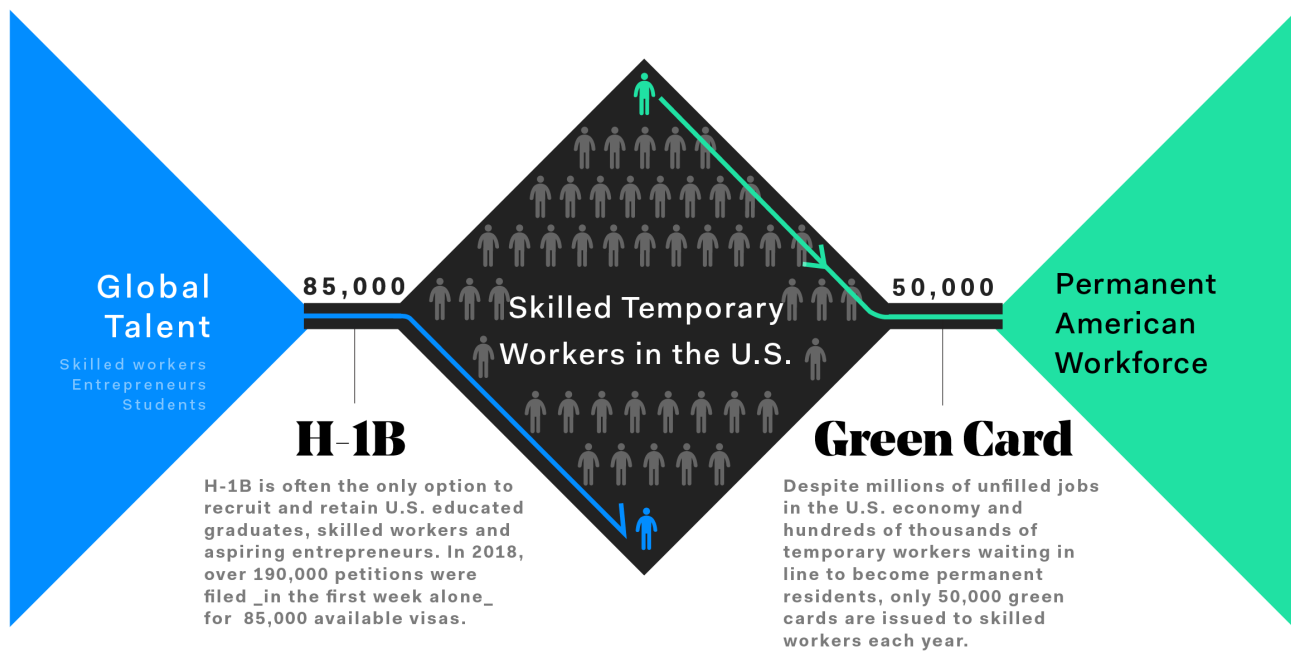 Global
Talent
Skilled workers
Entrepreneurs
Students
85,000
H-1B
H-1B is often the only option to
recruit and retain U.S. educated
graduates, skilled workers and
aspiring entrepreneurs. In 2018,
over 190,000 petitions were
filed _in the first week alone_
for  85,000 available visas.
Skilled Temporary
Workers in the U.S.
50,000
Green Card
Despite millions of unfilled jobs
in the U.S. economy and
hundreds of thousands of
temporary workers waiting in
line to become permanent
residents, only 50,000 green
cards are issued to skilled
workers each year.
Permanent
American
Workforce